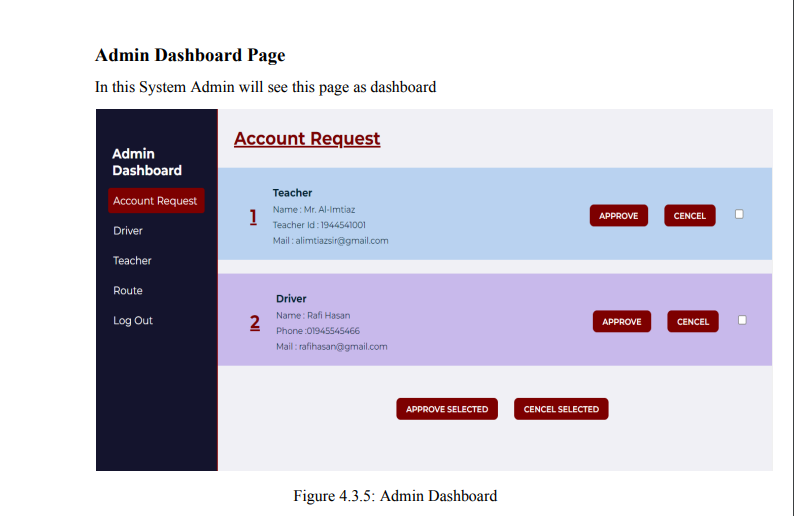 Admin Dashboard Page
In this System Admin will see this page as dashboard
Admin
Dashboard
Account Request
Driver
Teacher
Route
Log Out
Account Request
1
Teacher
Name : Mr. Al-Imtiaz
Teacher Id : 1944541001
Mail : alimtiazsir@gmail.com
APPROVE
CENCEL
2
Driver
Name : Rafi Hasan
Phone :01945545466
Mail : rafihasan@gmail.com
APPROVE
CENCEL
APPROVE SELECTED
CENCEL SELECTED
Figure 4.3.5: Admin Dashboard